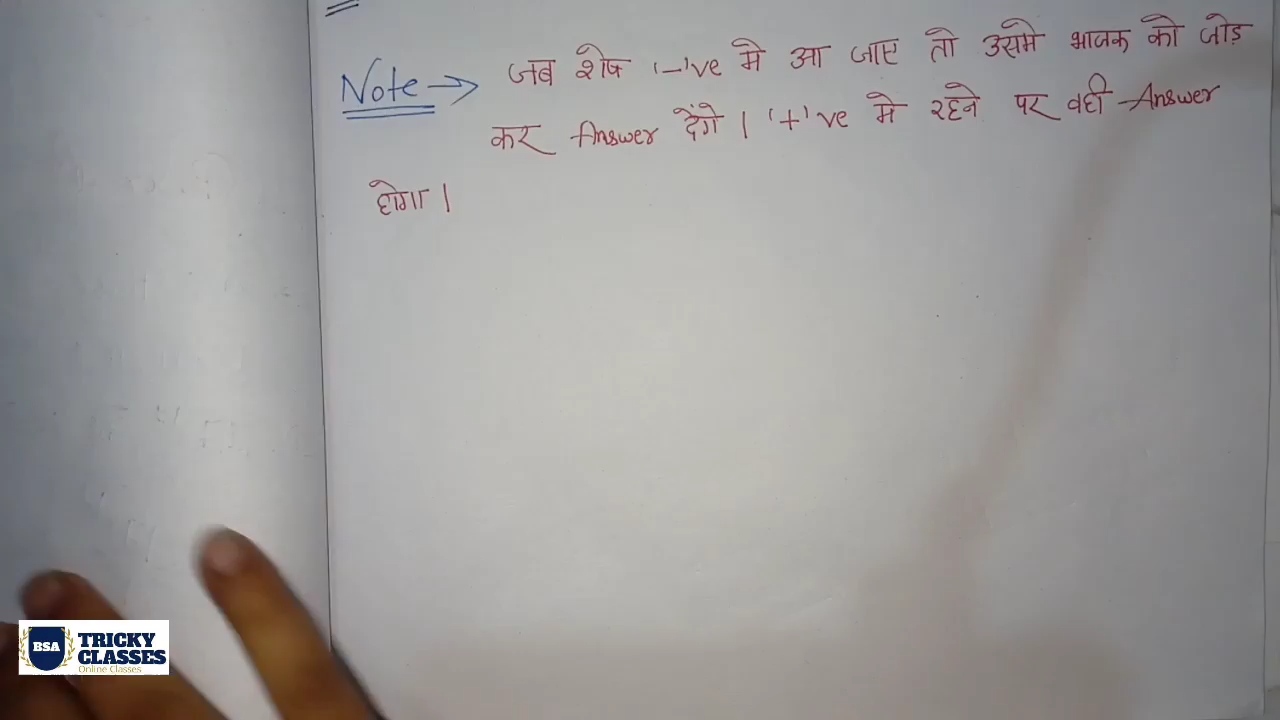 Note → जब शेष '-'ve मे आ जाए तो उसमे भाजक को जोड़
कर Answer देंगे । '+' ve मे रहने पर वही Answer
होगा ।
BSA
TRICKY
CLASSES
Online Classes